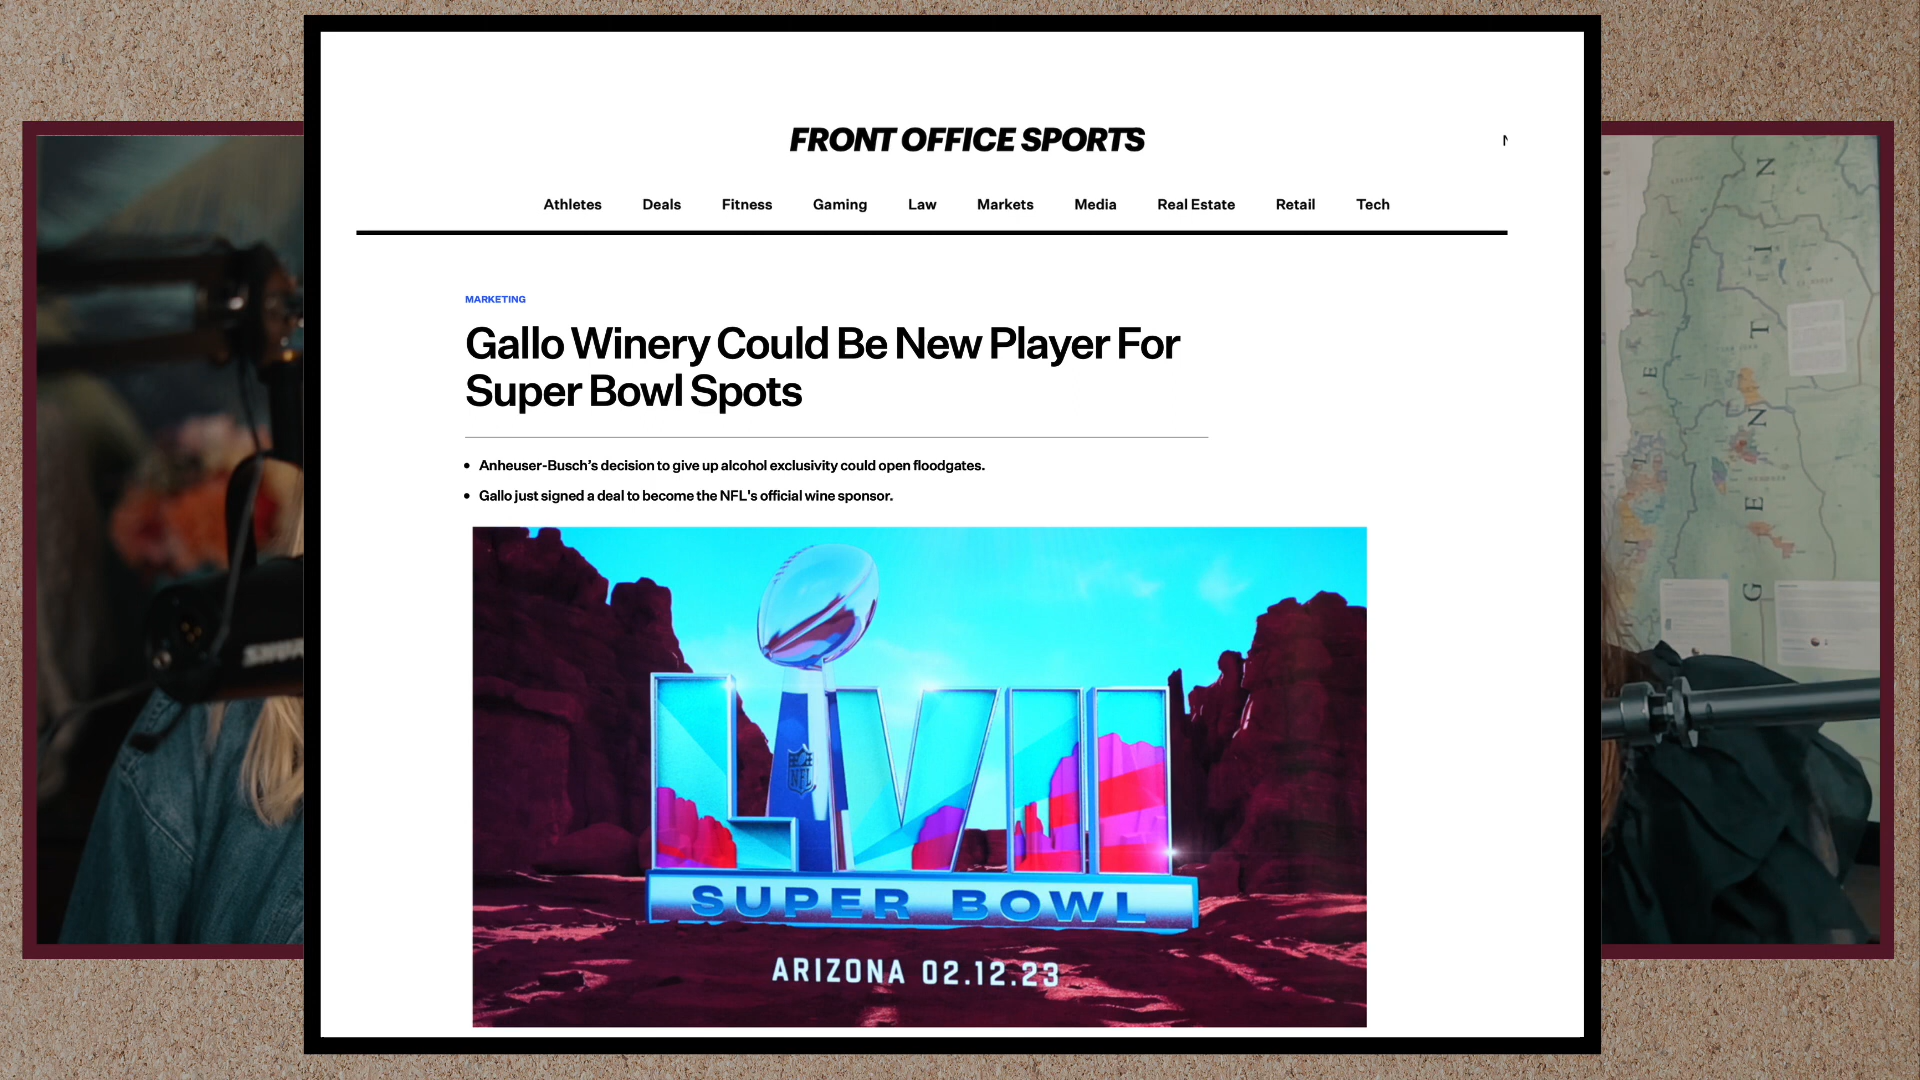 FRONT OFFICE SPORTS
Athletes Deals Fitness Gaming Law Markets Media Real Estate Retail Tech
MARKETING
Gallo Winery Could Be New Player For
Super Bowl Spots
• Anheuser-Busch’s decision to give up alcohol exclusivity could open floodgates.
• Gallo just signed a deal to become the NFL's official wine sponsor.
NFL
LVII
SUPER BOWL
ARIZONA 02.12.23